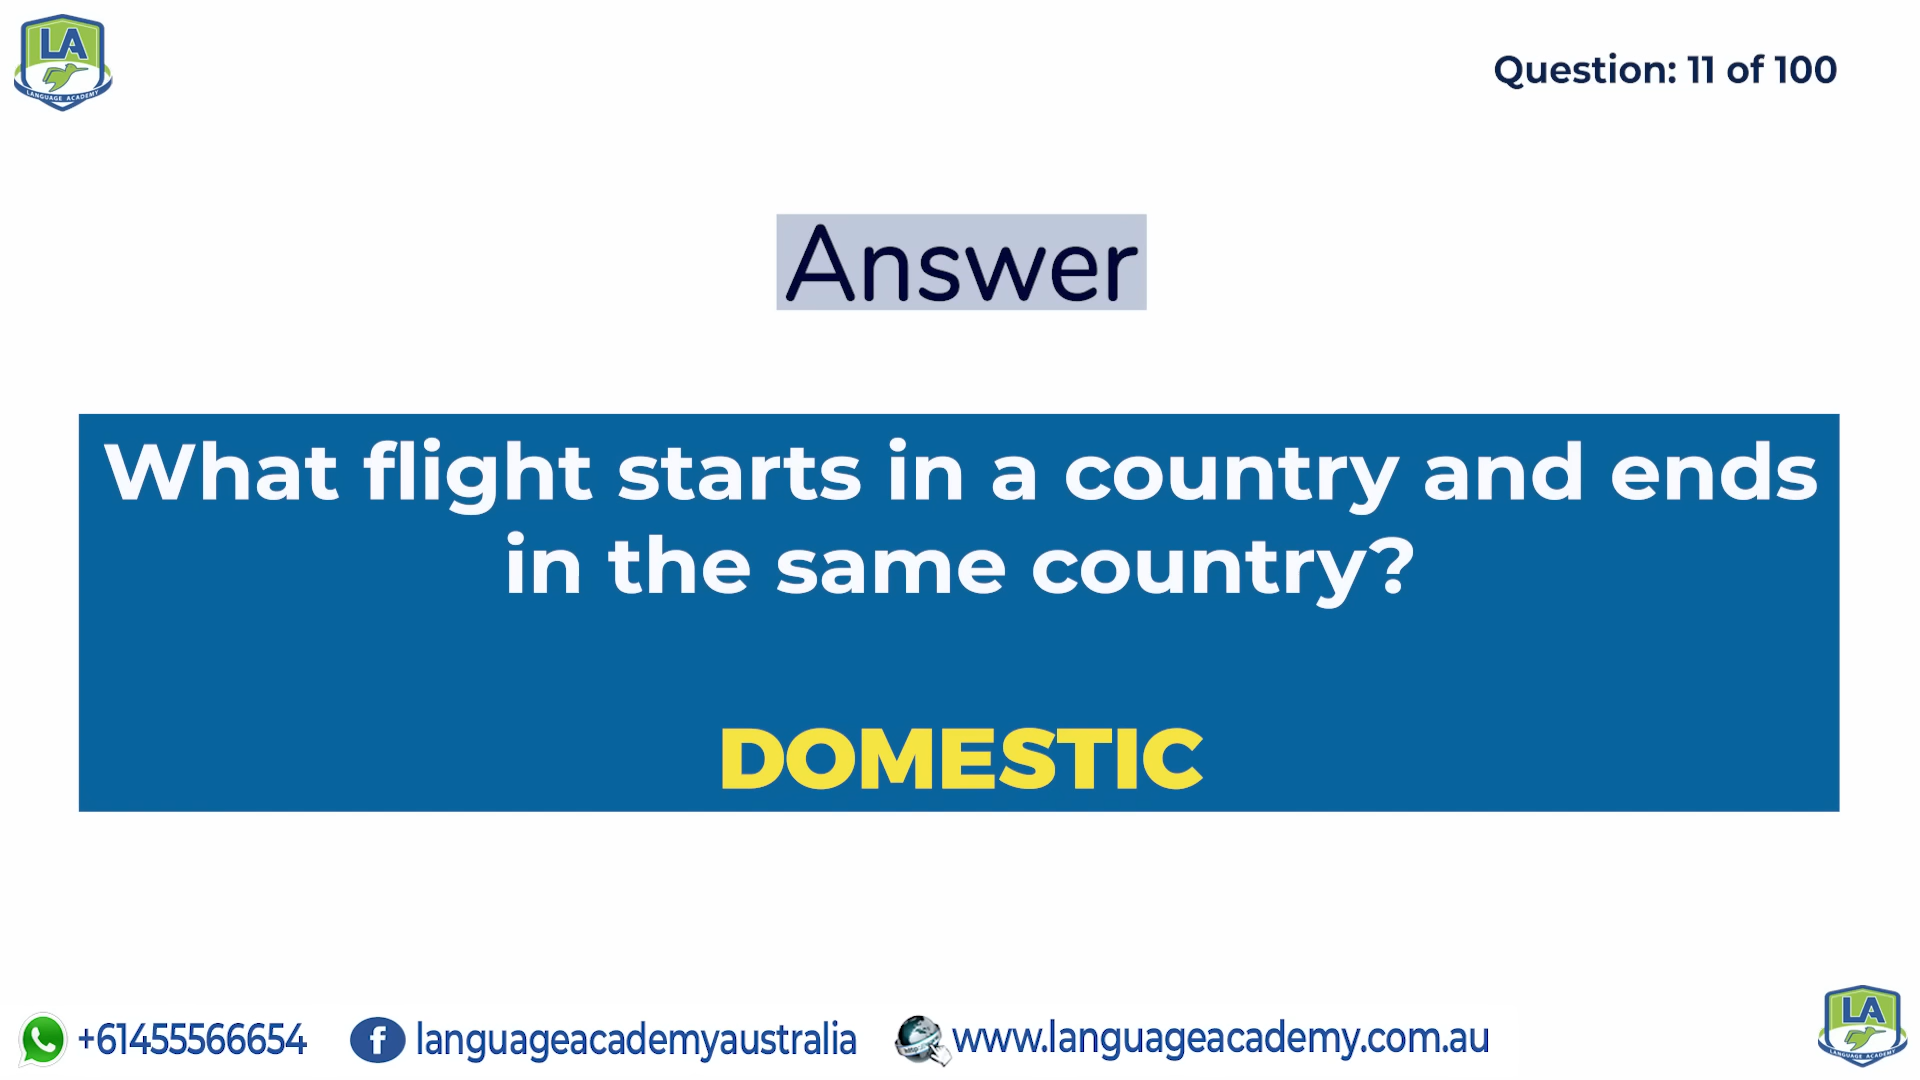 LA
LANGUAGE ACADEMY
Question: 11 of 100
Answer
What flight starts in a country and ends
in the same country?
DOMESTIC
+61455566654
languageacademyaustralia
www.languageacademy.com.au
LA
LANGUAGE ACADEMY